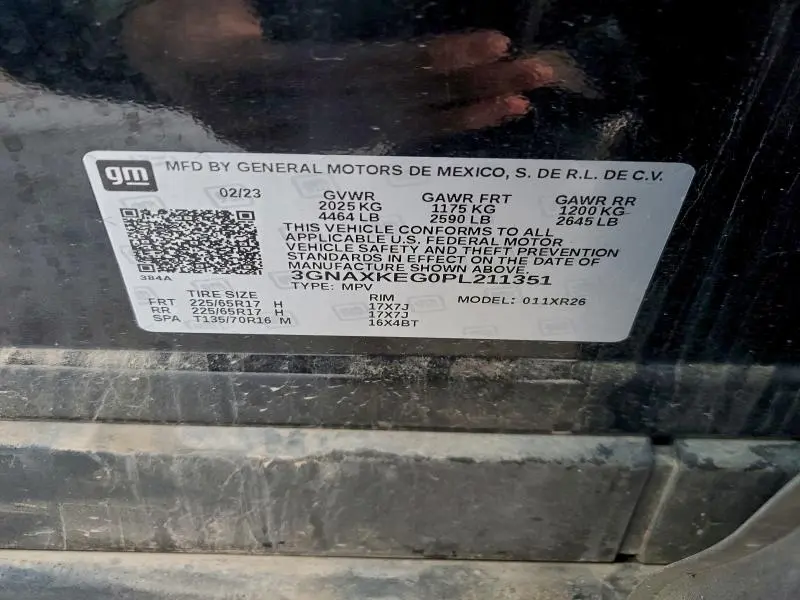 gm MFD BY GENERAL MOTORS DE MEXICO, S. DE R.L. DE C.V.
02/23 GVWR GAWR FRT GAWR RR
2025 KG 1175 KG 1200 KG
4464 LB 2590 LB 2645 LB
THIS VEHICLE CONFORMS TO ALL
APPLICABLE U.S. FEDERAL MOTOR
VEHICLE SAFETY AND THEFT PREVENTION
STANDARDS IN EFFECT ON THE DATE OF
MANUFACTURE SHOWN ABOVE.
384A 3GNAXKEG0PL211351
TYPE: MPV
TIRE SIZE RIM MODEL: 011XR26
FRT 225/65R17 H 17X7J
RR 225/65R17 H 17X7J
SPA T135/70R16 M 16X4BT